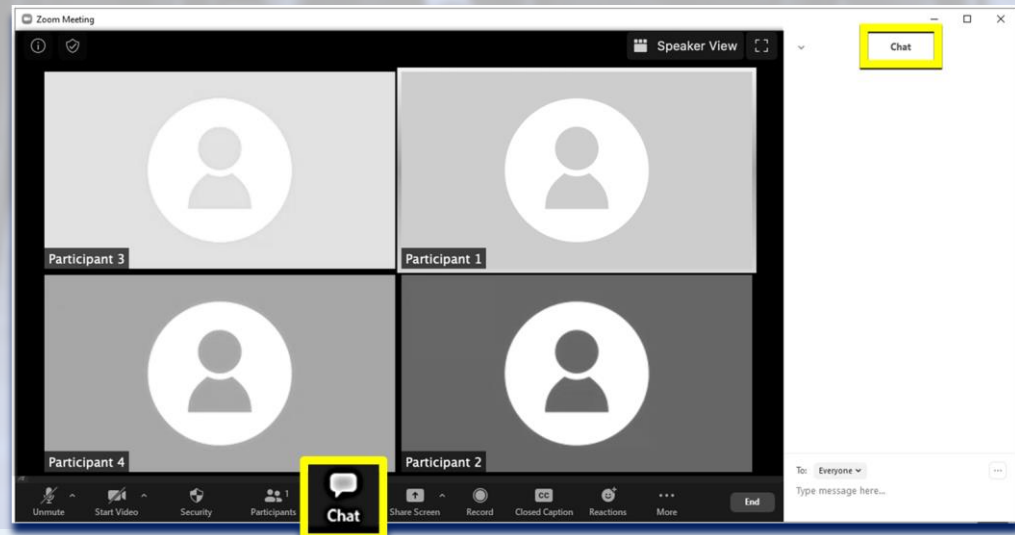 Zoom Meeting
Speaker View
Chat
Participant 3
Participant 1
Participant 4
Participant 2
To: Everyone
Type message here...
1
Unmute
Start Video
Security
Participants
Chat
Share Screen
Record
CC
Closed Caption
Reactions
More
End